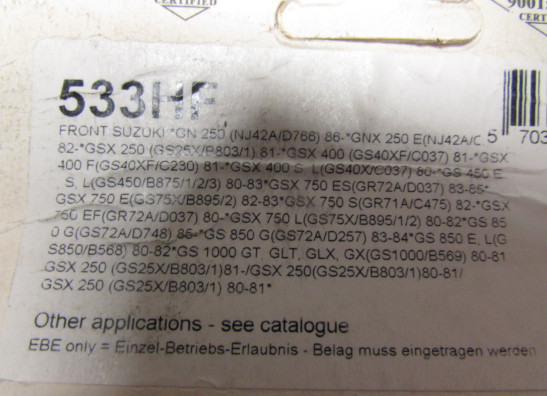 CERTIFIED
9001:
CERTI
533HF
5 703
FRONT SUZUKI *GN 250 (NJ42A/D766) 86-*GNX 250 E(NJ42A/C
82-*GSX 250 (GS25X/B803/1) 81-*GSX 400 (GS40XF/C037) 81-*GSX
400 F(GS40XF/C230) 81-*GSX 400 S, L(GS40X/C037) 80-*GS 450 E
, S, L(GS450/B875/1/2/3) 80-83*GSX 750 ES(GR72A/D037) 83-85*
GSX 750 E(GS75X/B895/2) 82-83*GSX 750 S(GR71A/C475) 82-*GSX
750 EF(GR72A/D037) 80-*GSX 750 L(GS75X/B895/1/2) 80-82*GS 85
0 G(GS72A/D748) 85-*GS 850 G(GS72A/D257) 83-84*GS 850 E, L(G
S850/B568) 80-82*GS 1000 GT, GLT, GLX, GX(GS1000/B569) 80-81
GSX 250 (GS25X/B803/1)81-/GSX 250(GS25X/B803/1)80-81/
GSX 250 (GS25X/B803/1) 80-81*
Other applications - see catalogue
EBE only = Einzel-Betriebs-Erlaubnis - Belag muss eingetragen werden